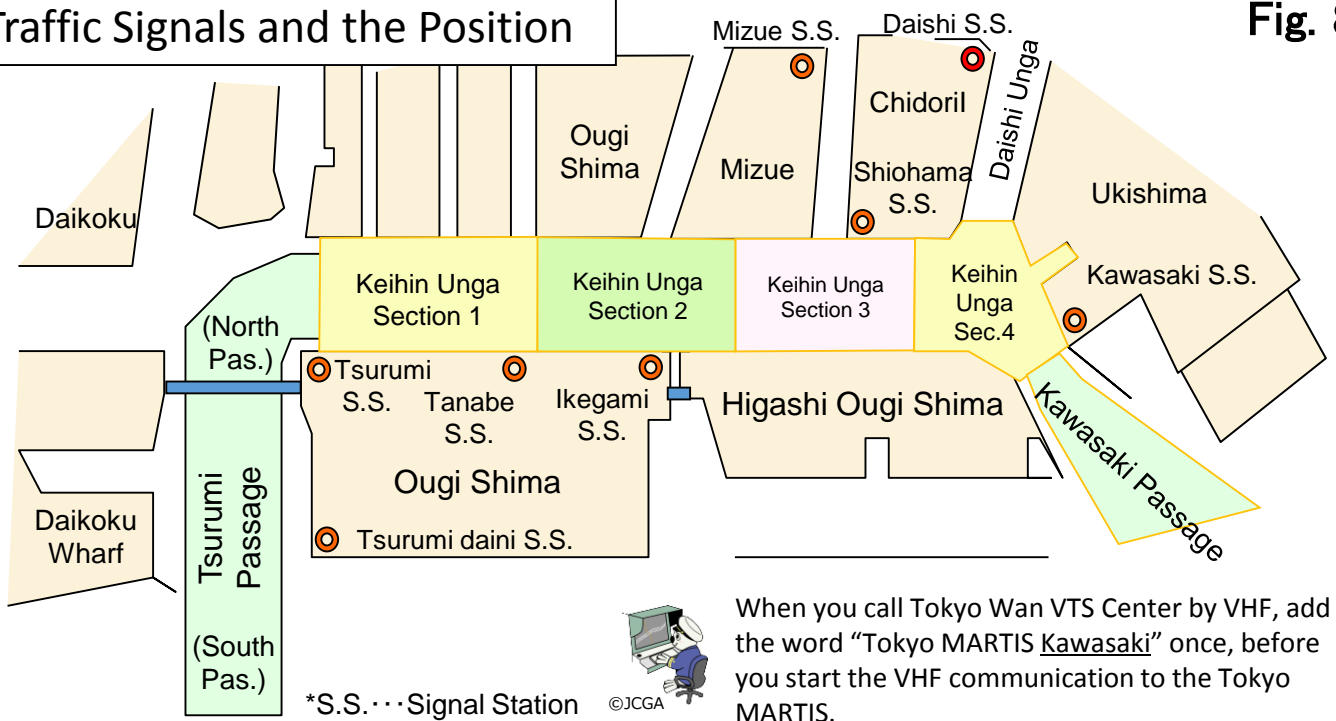 Traffic Signals and the Position
Fig. 8
Mizue S.S.
Daishi S.S.
Daishi Unga
Chidoril
Ougi
Shima
Mizue
Shiohama
S.S.
Ukishima
Daikoku
Keihin Unga
Section 1
Keihin Unga
Section 2
Keihin Unga
Section 3
Keihin
Unga
Sec.4
Kawasaki S.S.
(North
Pas.)
Tsurumi
S.S.
Tanabe
S.S.
Ikegami
S.S.
Higashi Ougi Shima
Kawasaki Passage
Ougi Shima
Tsurumi
Passage
Daikoku
Wharf
Tsurumi daini S.S.
(South
Pas.)
*S.S.･･･Signal Station
©JCGA
When you call Tokyo Wan VTS Center by VHF, add
the word “Tokyo MARTIS Kawasaki” once, before
you start the VHF communication to the Tokyo
MARTIS.